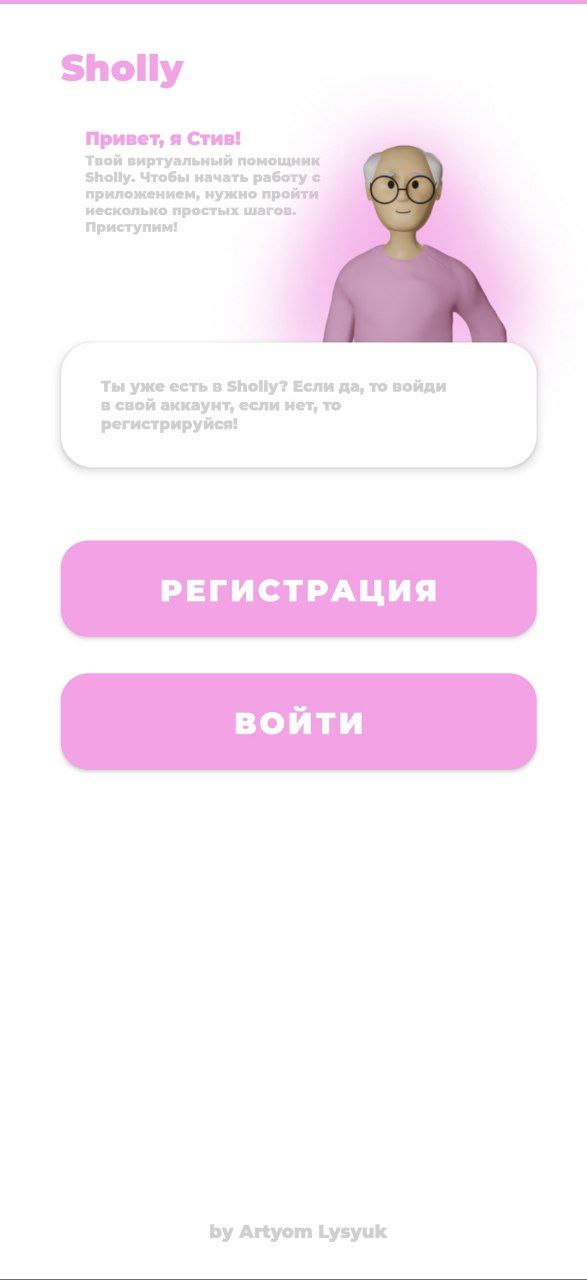 Sholly
Привет, я Стив!
Твой виртуальный помощник
Sholly. Чтобы начать работу с
приложением, нужно пройти
несколько простых шагов.
Приступим!
Ты уже есть в Sholly? Если да, то войди
в свой аккаунт, если нет, то
регистрируйся!
РЕГИСТРАЦИЯ
ВОЙТИ
by Artyom Lysyuk